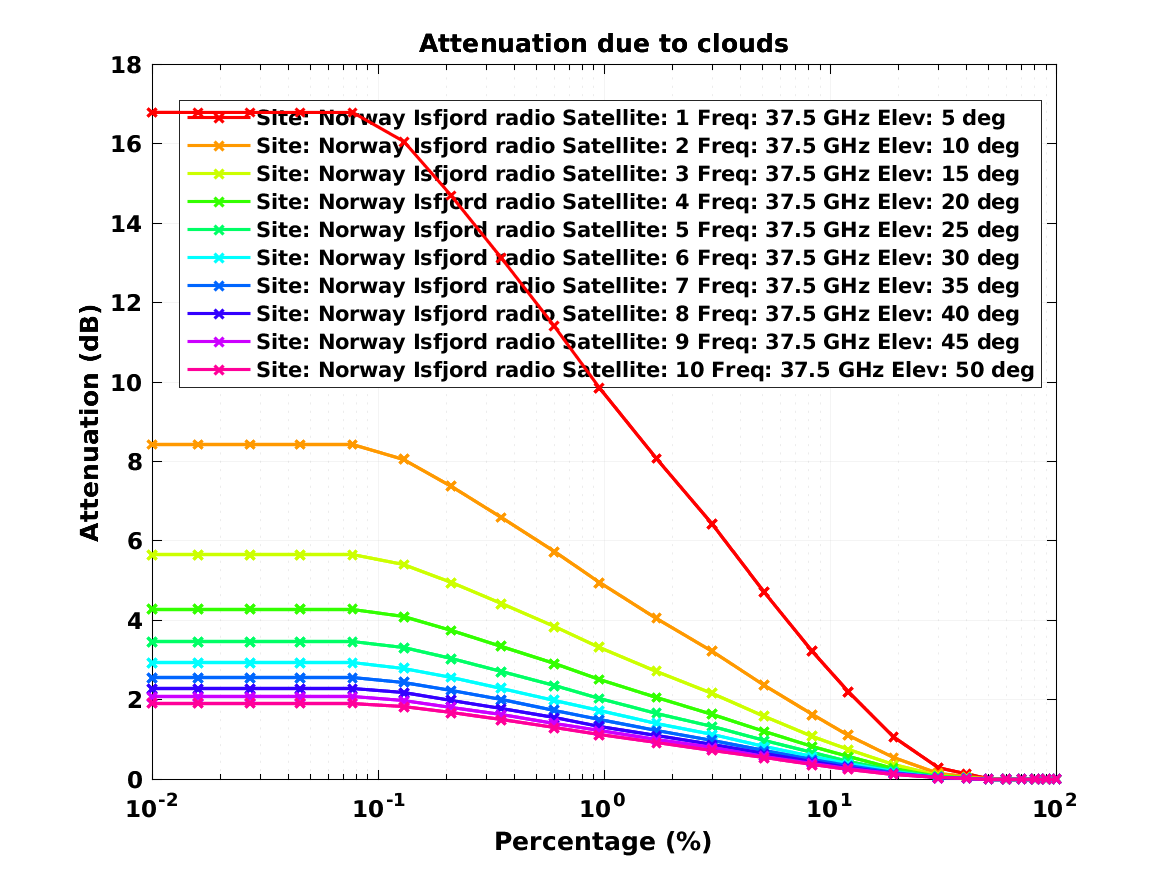 Attenuation due to clouds
18
16
14
12
10
8
6
4
2
0
Attenuation (dB)
Site: Norway Isfjord radio Satellite: 1 Freq: 37.5 GHz Elev: 5 deg
Site: Norway Isfjord radio Satellite: 2 Freq: 37.5 GHz Elev: 10 deg
Site: Norway Isfjord radio Satellite: 3 Freq: 37.5 GHz Elev: 15 deg
Site: Norway Isfjord radio Satellite: 4 Freq: 37.5 GHz Elev: 20 deg
Site: Norway Isfjord radio Satellite: 5 Freq: 37.5 GHz Elev: 25 deg
Site: Norway Isfjord radio Satellite: 6 Freq: 37.5 GHz Elev: 30 deg
Site: Norway Isfjord radio Satellite: 7 Freq: 37.5 GHz Elev: 35 deg
Site: Norway Isfjord radio Satellite: 8 Freq: 37.5 GHz Elev: 40 deg
Site: Norway Isfjord radio Satellite: 9 Freq: 37.5 GHz Elev: 45 deg
Site: Norway Isfjord radio Satellite: 10 Freq: 37.5 GHz Elev: 50 deg
10^-2 10^-1 10^0 10^1 10^2
Percentage (%)